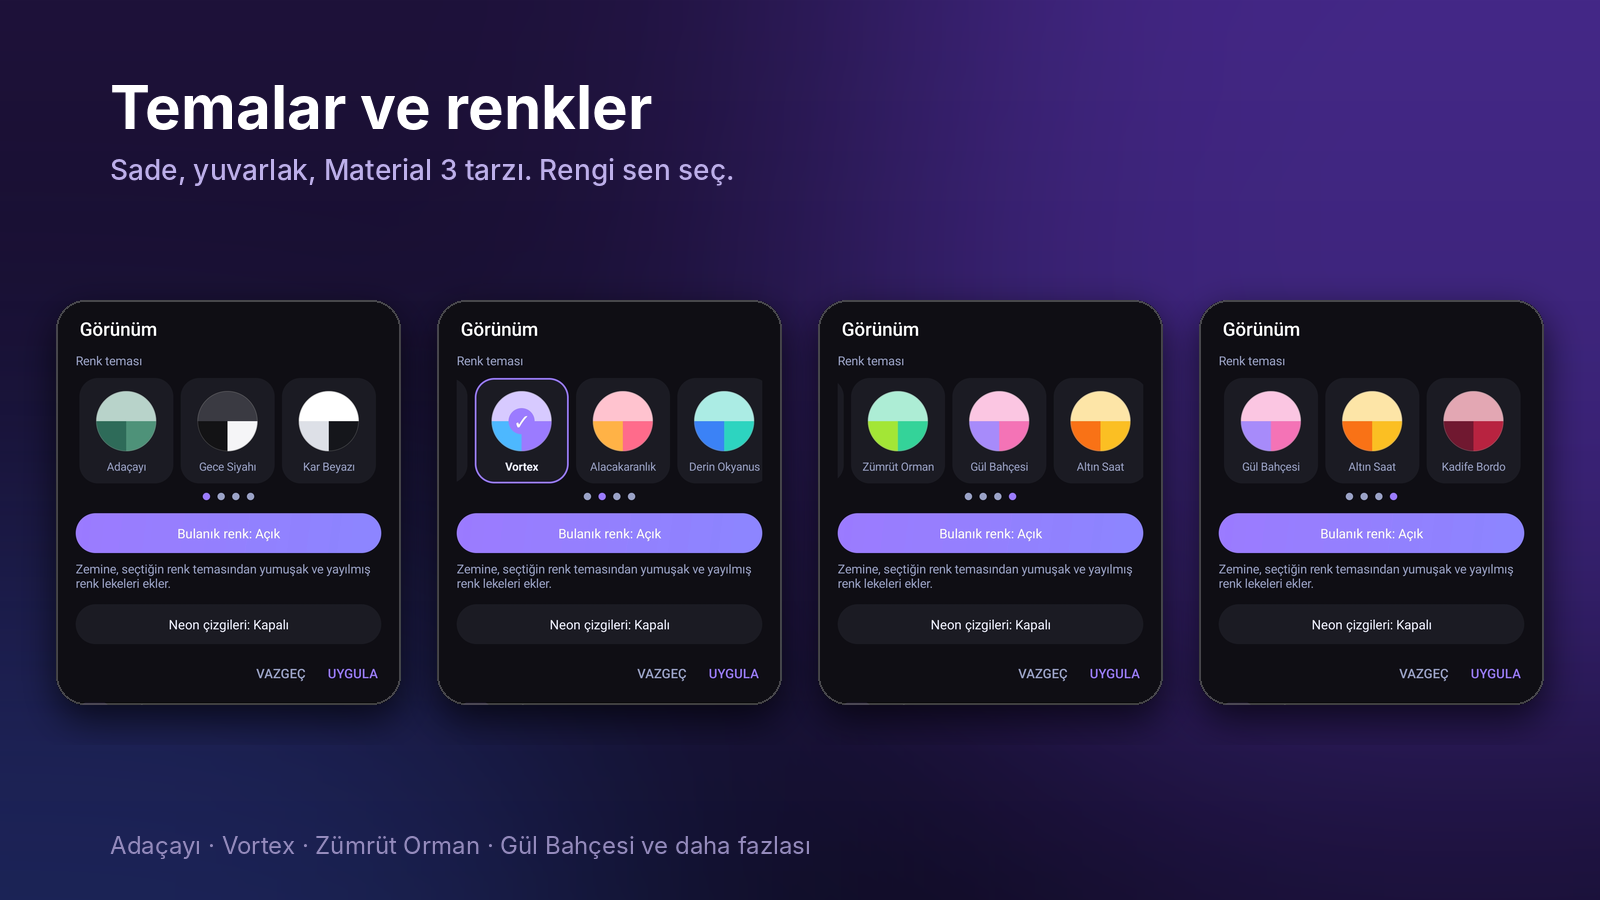 Temalar ve renkler
Sade, yuvarlak, Material 3 tarzı. Rengi sen seç.
Görünüm
Renk teması
Adaçayı
Gece Siyahı
Kar Beyazı
Bulanık renk: Açık
Zemine, seçtiğin renk temasından yumuşak ve yayılmış
renk lekeleri ekler.
Neon çizgileri: Kapalı
VAZGEÇ UYGULA
Görünüm
Renk teması
Vortex
Alacakaranlık
Derin Okyanus
Bulanık renk: Açık
Zemine, seçtiğin renk temasından yumuşak ve yayılmış
renk lekeleri ekler.
Neon çizgileri: Kapalı
VAZGEÇ UYGULA
Görünüm
Renk teması
Zümrüt Orman
Gül Bahçesi
Altın Saat
Bulanık renk: Açık
Zemine, seçtiğin renk temasından yumuşak ve yayılmış
renk lekeleri ekler.
Neon çizgileri: Kapalı
VAZGEÇ UYGULA
Görünüm
Renk teması
Gül Bahçesi
Altın Saat
Kadife Bordo
Bulanık renk: Açık
Zemine, seçtiğin renk temasından yumuşak ve yayılmış
renk lekeleri ekler.
Neon çizgileri: Kapalı
VAZGEÇ UYGULA
Adaçayı · Vortex · Zümrüt Orman · Gül Bahçesi ve daha fazlası